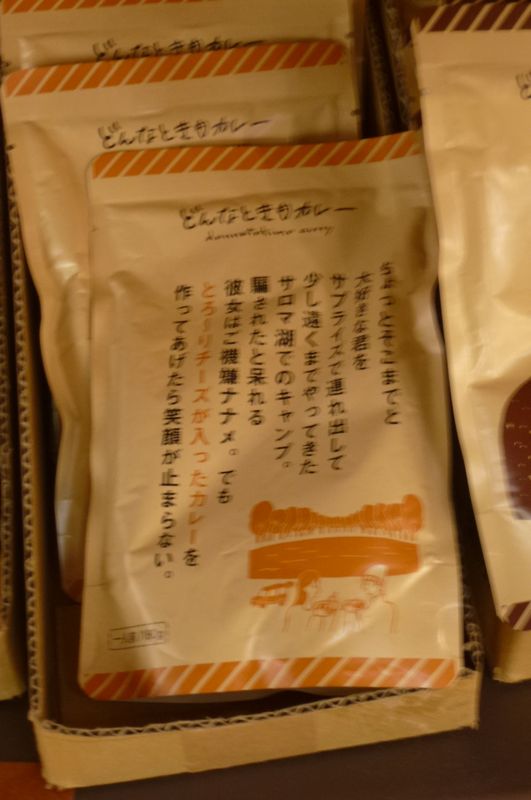 どんなときもカレー
どんなときもカレー
どんなときもカレー
donnatokimo curry
ちょっとそこまでと
大好きな君を
サプライズで連れ出して
少し遠くまでやってきた
サロマ湖でのキャンプ。
騙されたと呆れる
彼女はご機嫌ナナメ。でも
とろ〜りチーズが入ったカレーを
作ってあげたら笑顔が止まらない。
一人前 180g
ど